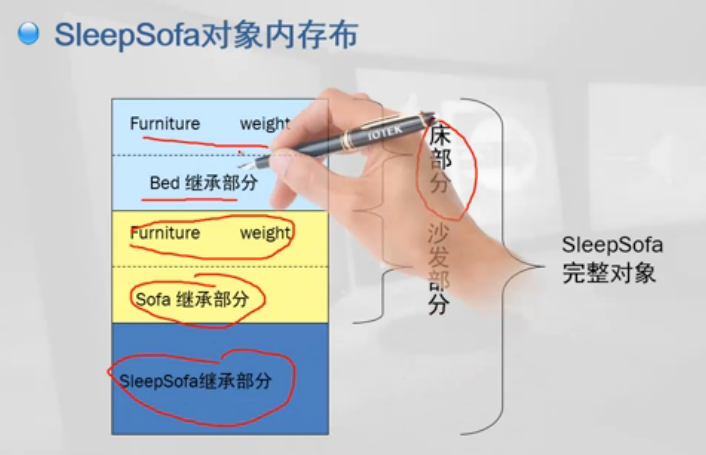 SleepSofa对象内存布
Furniture weight
Bed 继承部分
Furniture weight
Sofa 继承部分
SleepSofa继承部分
床部分
沙发部分
SleepSofa
完整对象
IOTEK